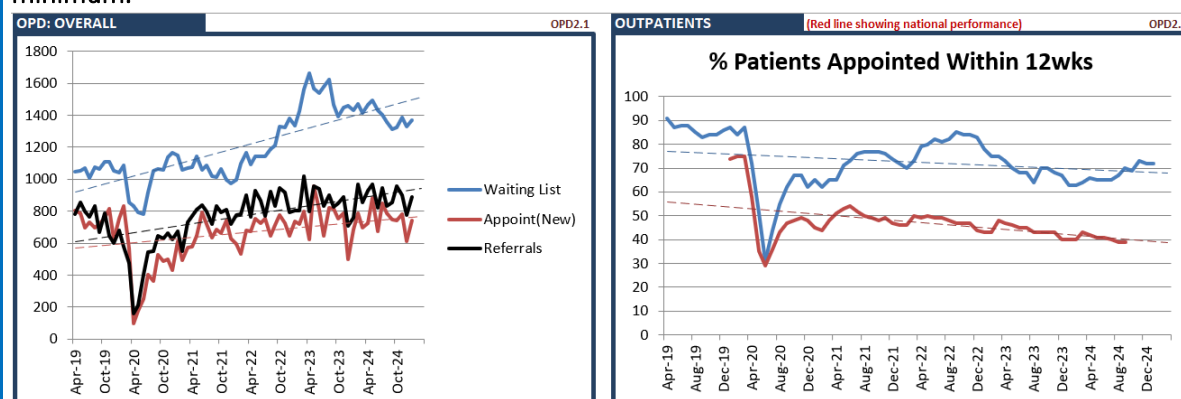 minimum.
OPD: OVERALL
OPD2.1
1800
1600
1400
1200
1000
800
600
400
200
0
Apr-19
Oct-19
Apr-20
Oct-20
Apr-21
Oct-21
Apr-22
Oct-22
Apr-23
Oct-23
Apr-24
Oct-24
Waiting List
Appoint(New)
Referrals
OUTPATIENTS
(Red line showing national performance)
OPD2.
% Patients Appointed Within 12wks
100
90
80
70
60
50
40
30
20
10
0
Apr-19
Aug-19
Dec-19
Apr-20
Aug-20
Dec-20
Apr-21
Aug-21
Dec-21
Apr-22
Aug-22
Dec-22
Apr-23
Aug-23
Dec-23
Apr-24
Aug-24
Dec-24